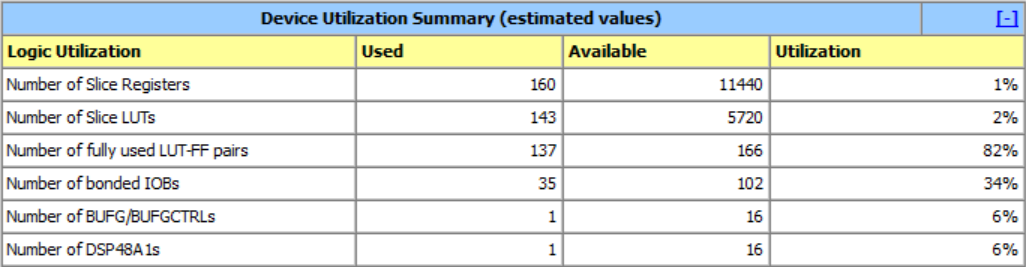 Device Utilization Summary (estimated values) [-]
Logic Utilization Used Available Utilization
Number of Slice Registers 160 11440 1%
Number of Slice LUTs 143 5720 2%
Number of fully used LUT-FF pairs 137 166 82%
Number of bonded IOBs 35 102 34%
Number of BUFG/BUFGCTRLs 1 16 6%
Number of DSP48A1s 1 16 6%